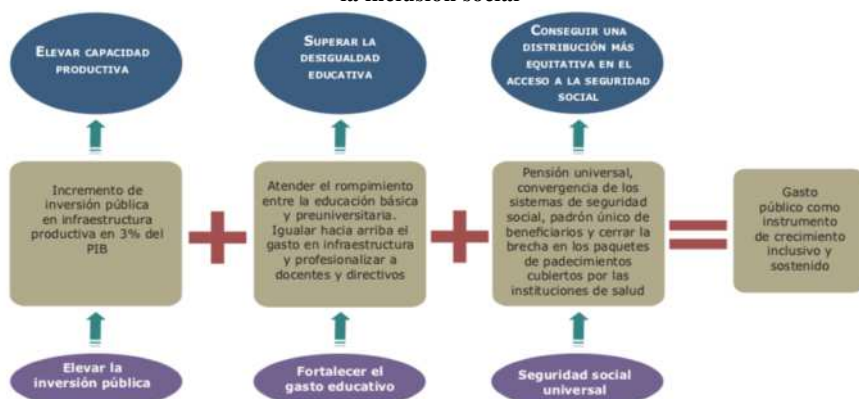 la inclusión social
ELEVAR CAPACIDAD
PRODUCTIVA
SUPERAR LA
DESIGUALDAD
EDUCATIVA
CONSEGUIR UNA
DISTRIBUCIÓN MÁS
EQUITATIVA EN EL
ACCESO A LA SEGURIDAD
SOCIAL
Incremento de
inversión pública
en infraestructura
productiva en 3% del
PIB
Atender el rompimiento
entre la educación básica
y preuniversitaria.
Igualar hacia arriba el
gasto en infraestructura
y profesionalizar a
docentes y directivos
Pensión universal,
convergencia de los
sistemas de seguridad
social, padrón único de
beneficiarios y cerrar la
brecha en los paquetes
de padecimientos
cubiertos por las
instituciones de salud
Gasto
público como
instrumento
de crecimiento
inclusivo y
sostenido
Elevar la
inversión pública
Fortalecer el
gasto educativo
Seguridad social
universal